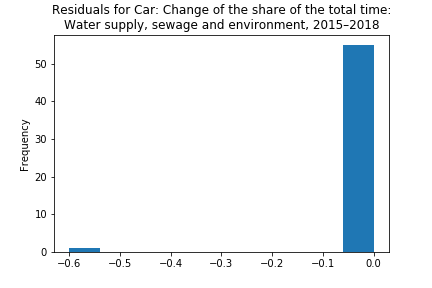 Residuals for Car: Change of the share of the total time:
Water supply, sewage and environment, 2015–2018
Frequency
50
40
30
20
10
0
−0.6 −0.5 −0.4 −0.3 −0.2 −0.1 0.0